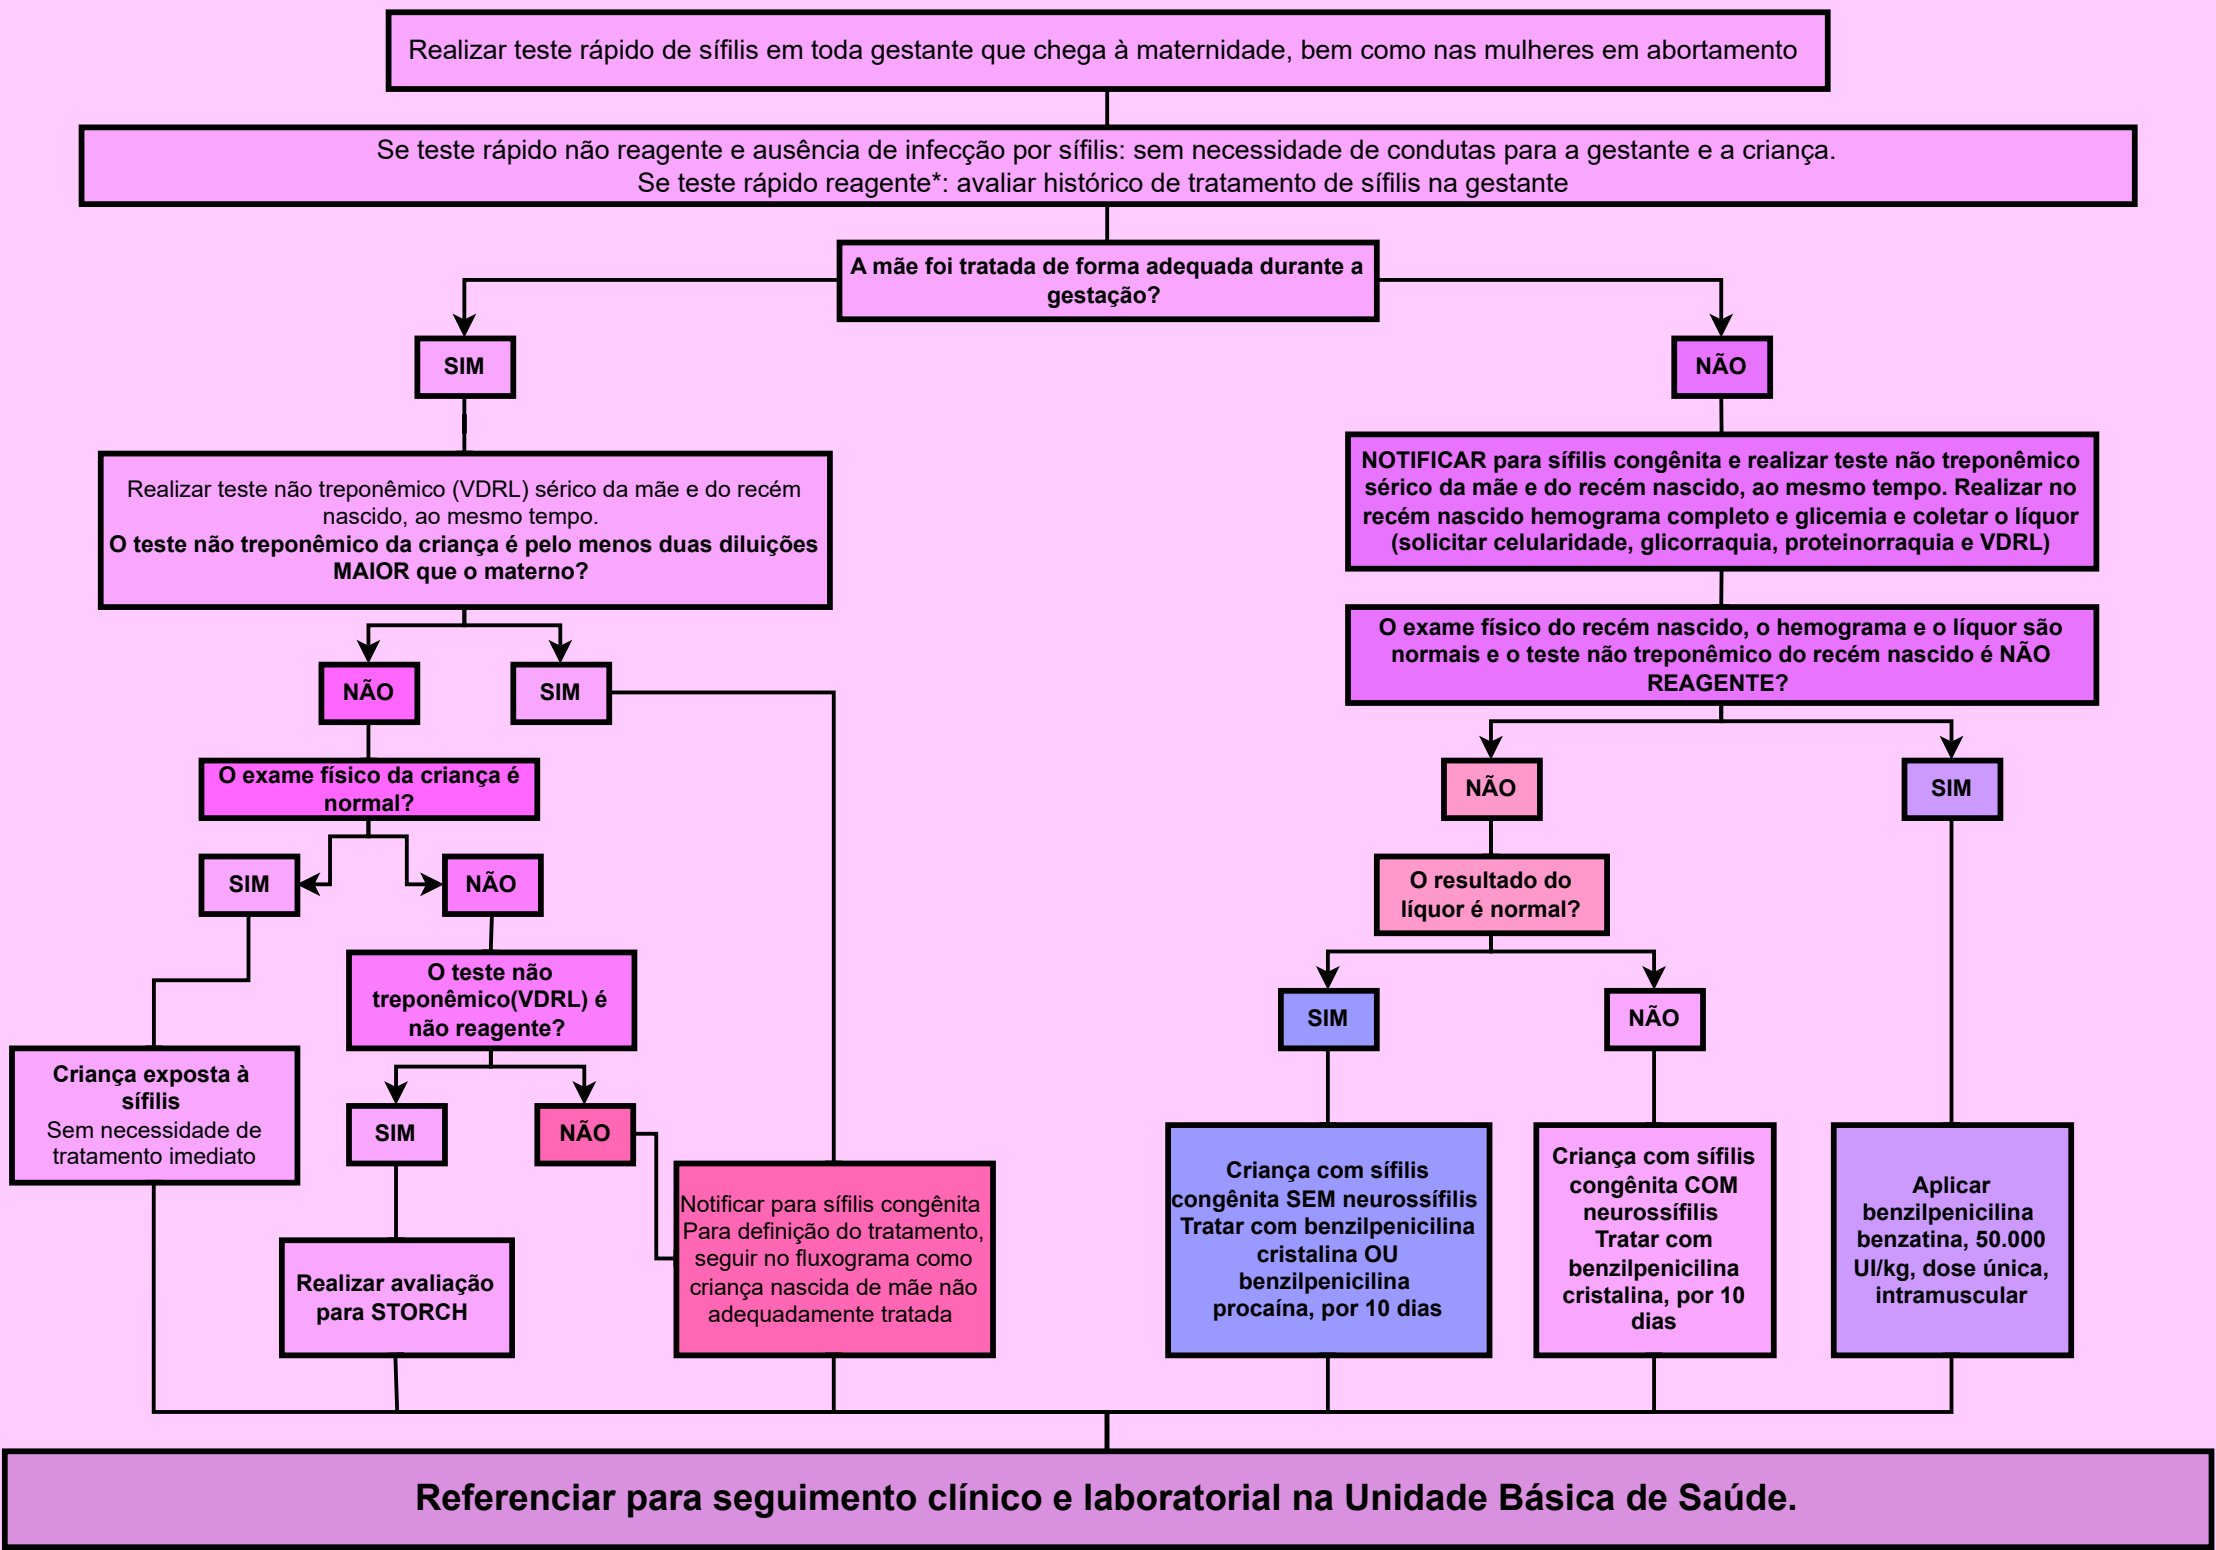 Realizar teste rápido de sífilis em toda gestante que chega à maternidade, bem como nas mulheres em abortamento
Se teste rápido não reagente e ausência de infecção por sífilis: sem necessidade de condutas para a gestante e a criança.
Se teste rápido reagente*: avaliar histórico de tratamento de sífilis na gestante
A mãe foi tratada de forma adequada durante a
gestação?
SIM
NÃO
Realizar teste não treponêmico (VDRL) sérico da mãe e do recém
nascido, ao mesmo tempo.
O teste não treponêmico da criança é pelo menos duas diluições
MAIOR que o materno?
NÃO
SIM
O exame físico da criança é
normal?
SIM
NÃO
O teste não
treponêmico(VDRL) é
não reagente?
Criança exposta à
sífilis
Sem necessidade de
tratamento imediato
SIM
NÃO
Realizar avaliação
para STORCH
Notificar para sífilis congênita
Para definição do tratamento,
seguir no fluxograma como
criança nascida de mãe não
adequadamente tratada
NOTIFICAR para sífilis congênita e realizar teste não treponêmico
sérico da mãe e do recém nascido, ao mesmo tempo. Realizar no
recém nascido hemograma completo e glicemia e coletar o líquor
(solicitar celularidade, glicorraquia, proteinorraquia e VDRL)
O exame físico do recém nascido, o hemograma e o líquor são
normais e o teste não treponêmico do recém nascido é NÃO
REAGENTE?
NÃO
SIM
O resultado do
líquor é normal?
SIM
NÃO
Criança com sífilis
congênita SEM neurossífilis
Tratar com benzilpenicilina
cristalina OU
benzilpenicilina
procaína, por 10 dias
Criança com sífilis
congênita COM
neurossífilis
Tratar com
benzilpenicilina
cristalina, por 10
dias
Aplicar
benzilpenicilina
benzatina, 50.000
UI/kg, dose única,
intramuscular
Referenciar para seguimento clínico e laboratorial na Unidade Básica de Saúde.